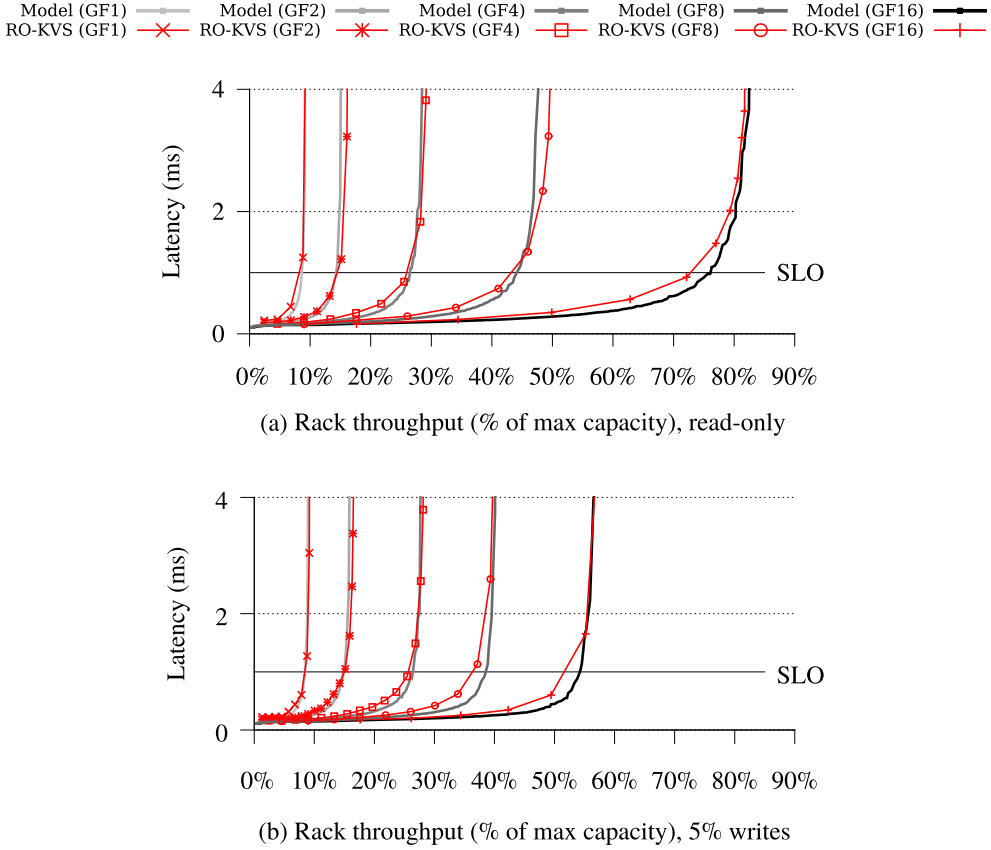 Model (GF1) Model (GF2) Model (GF4) Model (GF8) Model (GF16)
RO-KVS (GF1) RO-KVS (GF2) RO-KVS (GF4) RO-KVS (GF8) RO-KVS (GF16)
4
2
0
Latency (ms)
SLO
0% 10% 20% 30% 40% 50% 60% 70% 80% 90%
(a) Rack throughput (% of max capacity), read-only
4
2
0
Latency (ms)
SLO
0% 10% 20% 30% 40% 50% 60% 70% 80% 90%
(b) Rack throughput (% of max capacity), 5% writes